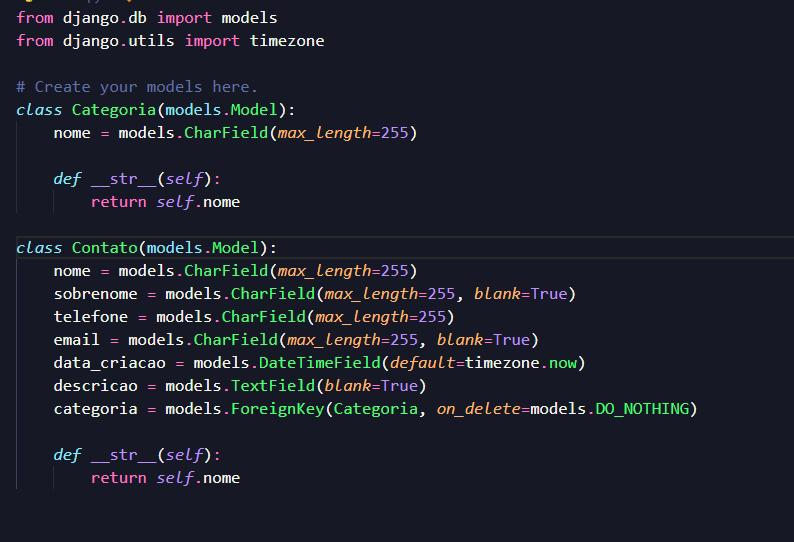 from django.db import models
from django.utils import timezone
# Create your models here.
class Categoria(models.Model):
nome = models.CharField(max_length=255)
def __str__(self):
return self.nome
class Contato(models.Model):
nome = models.CharField(max_length=255)
sobrenome = models.CharField(max_length=255, blank=True)
telefone = models.CharField(max_length=255)
email = models.CharField(max_length=255, blank=True)
data_criacao = models.DateTimeField(default=timezone.now)
descricao = models.TextField(blank=True)
categoria = models.ForeignKey(Categoria, on_delete=models.DO_NOTHING)
def __str__(self):
return self.nome